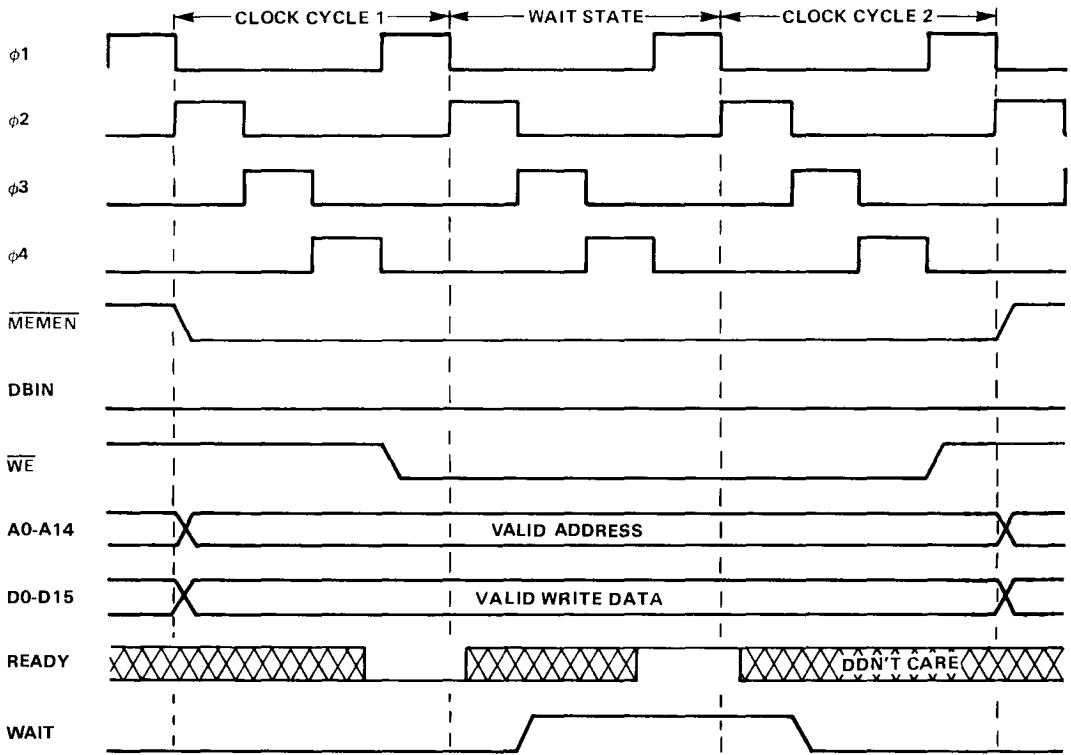 CLOCK CYCLE 1 WAIT STATE CLOCK CYCLE 2
ϕ1
ϕ2
ϕ3
ϕ4
MEMEN
DBIN
WE
A0-A14 VALID ADDRESS
D0-D15 VALID WRITE DATA
READY DDN'T CARE
WAIT